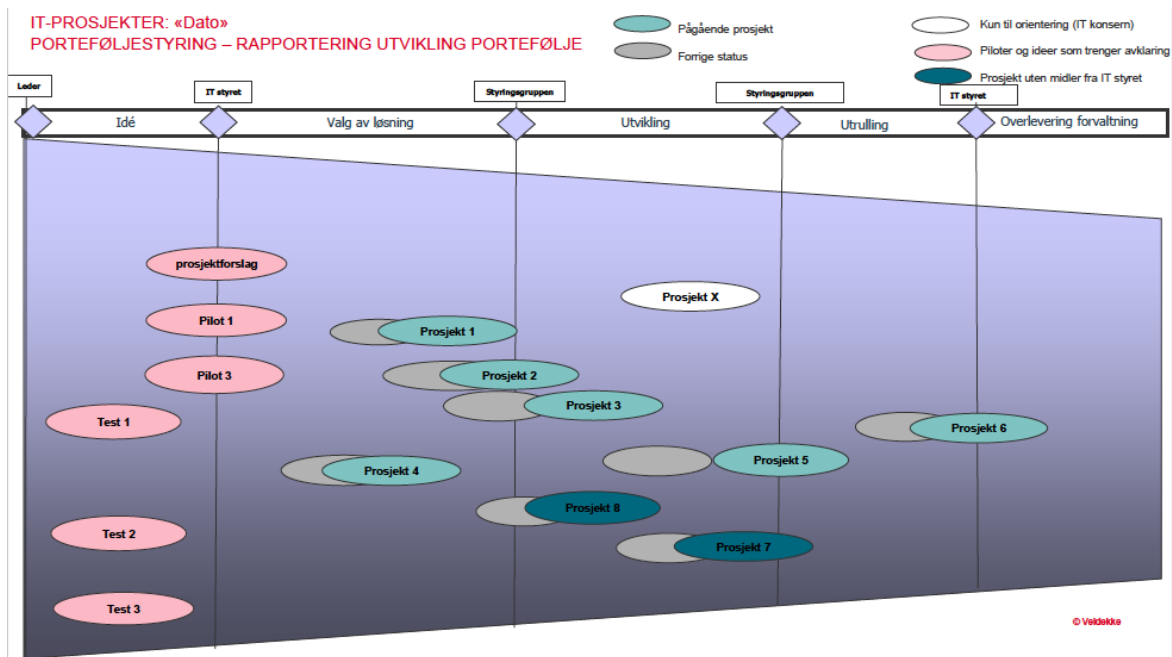 IT-PROSJEKTER: «Dato»
PORTEFØLJESTYRING – RAPPORTERING UTVIKLING PORTEFØLJE
Pågående prosjekt
Forrige status
Kun til orientering (IT konsern)
Piloter og ideer som trenger avklaring
Prosjekt uten midler fra IT styret
Leder
IT styret
Styringsgruppen
Styringsgruppen
IT styret
Idé
Valg av løsning
Utvikling
Utrulling
Overlevering forvaltning
prosjektforslag
Prosjekt X
Pilot 1
Prosjekt 1
Pilot 3
Prosjekt 2
Prosjekt 3
Test 1
Prosjekt 6
Prosjekt 4
Prosjekt 5
Prosjekt 8
Test 2
Prosjekt 7
Test 3
© Veidekke